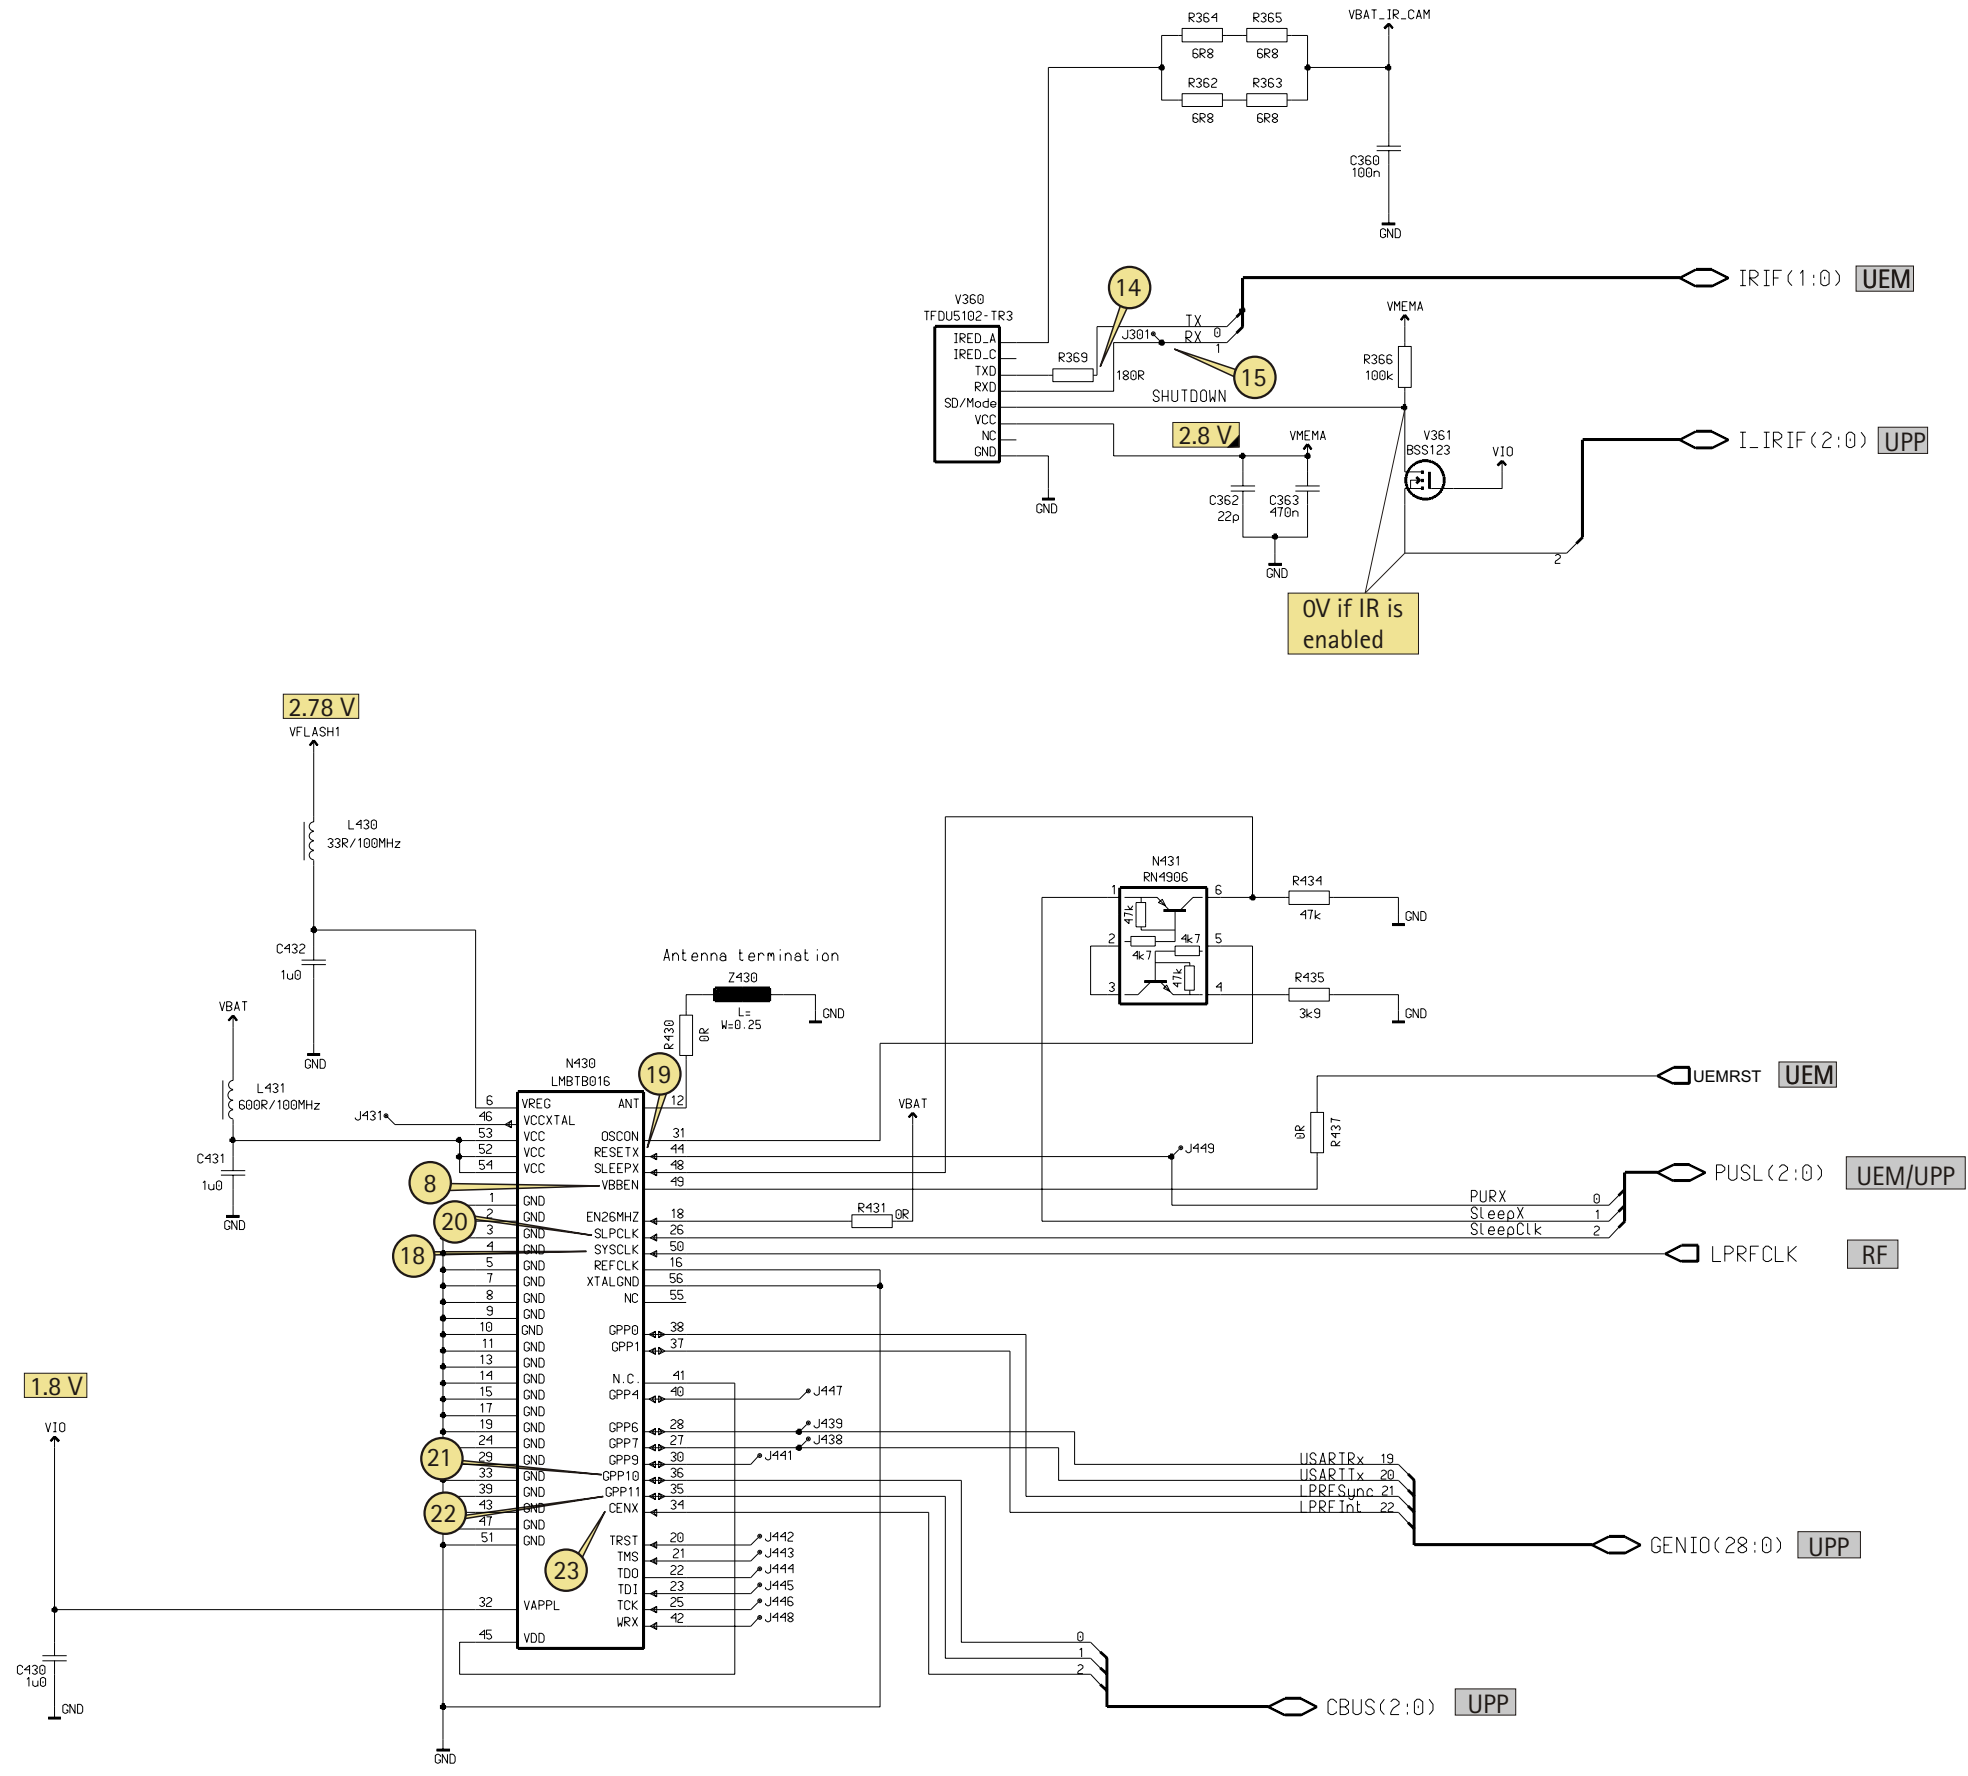 R364 R365
6R8 6R8
R362 R363
6R8 6R8
VBAT_IR_CAM
C360
100n
GND
IRIF(1:0) UEM
V360
TFDU5102-TR3
IRED_A
IRED_C
TXD
RXD
SD/Mode
VCC
NC
GND
R369
180R
14
J301
TX
RX
0
1
15
SHUTDOWN
VMEMA
R366
100k
2.8 V
VMEMA
C362
22p
C363
470n
GND
GND
V361
BSS123
VIO
I_IRIF(2:0) UPP
2
0V if IR is
enabled
2.78 V
VFLASH1
L430
33R/100MHz
C432
1u0
GND
VBAT
L431
600R/100MHz
C431
1u0
GND
J431
Antenna termination
Z430
L=
W=0.25
GND
R430
0R
N431
RN4906
1
2
3
6
5
4
47k
4k7
4k7
47k
R434
47k
GND
R435
3k9
GND
N430
LMBTB016
19
6 VREG
46 VCCXTAL
53 VCC
52 VCC
54 VCC
1 GND
2 GND
3 GND
4 GND
5 GND
7 GND
8 GND
9 GND
10 GND
11 GND
13 GND
14 GND
15 GND
17 GND
19 GND
24 GND
29 GND
33 GND
39 GND
43 GND
47 GND
51 GND
32 VAPPL
45 VDD
8
20
18
21
22
23
ANT 12
OSCON 31
RESETX 44
SLEEPX 48
VBBEN 49
EN26MHZ 18
SLPCLK 26
SYSCLK 50
REFCLK 16
XTALGND 56
NC 55
GPP0 38
GPP1 37
N.C. 41
GPP4 40
GPP6 28
GPP7 27
GPP9 30
GPP10 36
GPP11 35
CENX 34
TRST 20
TMS 21
TDO 22
TDI 23
TCK 25
WRX 42
VBAT
R431 0R
J449
J447
J439
J438
J441
J442
J443
J444
J445
J446
J448
0R
R437
UEMRST UEM
PURX 0
SleepX 1
SleepClk 2
PUSL(2:0) UEM/UPP
LPRFCLK RF
USARTRx 19
USARTTx 20
LPRFSync 21
LPRFInt 22
GENIO(28:0) UPP
0
1
2
CBUS(2:0) UPP
1.8 V
VIO
C430
1u0
GND
GND